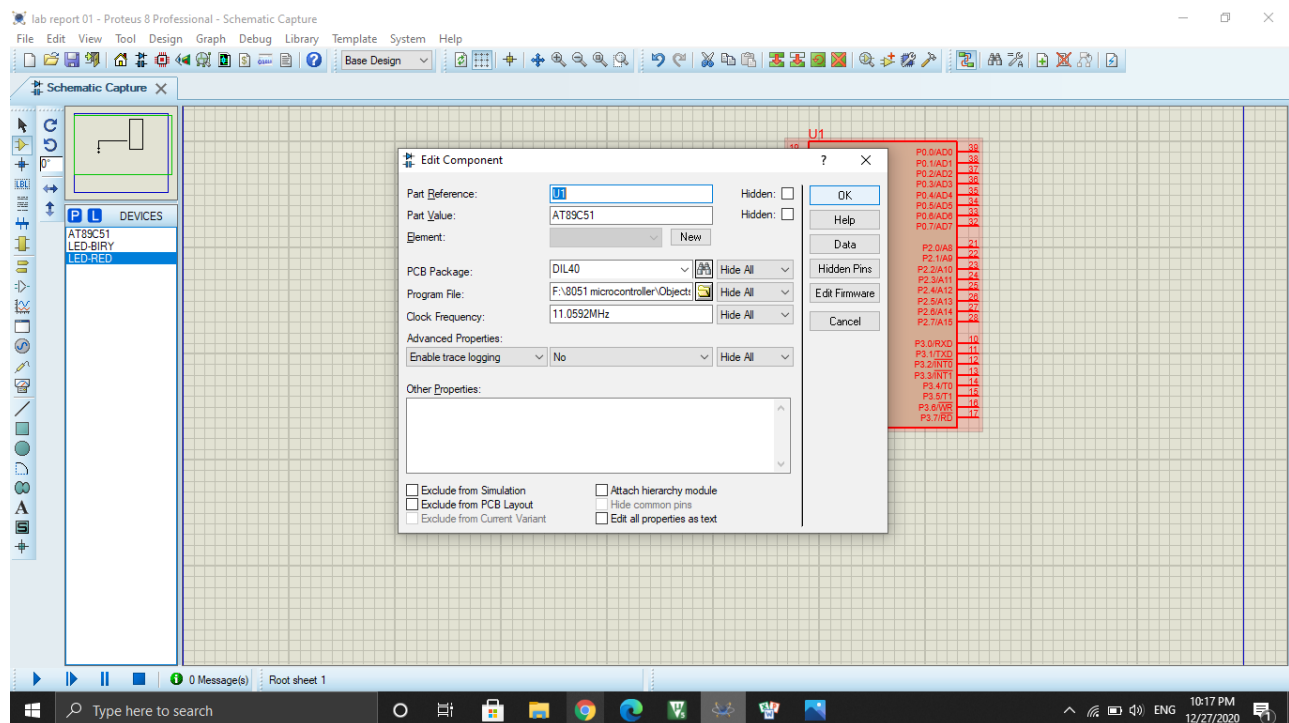 lab report 01 - Proteus 8 Professional - Schematic Capture
File Edit View Tool Design Graph Debug Library Template System Help
Base Design
Schematic Capture
0°
LBL
P L DEVICES
AT89C51
LED-BIRY
LED-RED
A
S
U1
19
P0.0/AD0 39
P0.1/AD1 38
P0.2/AD2 37
P0.3/AD3 36
P0.4/AD4 35
P0.5/AD5 34
P0.6/AD6 33
P0.7/AD7 32
P2.0/A8 21
P2.1/A9 22
P2.2/A10 23
P2.3/A11 24
P2.4/A12 25
P2.5/A13 26
P2.6/A14 27
P2.7/A15 28
P3.0/RXD 10
P3.1/TXD 11
P3.2/INT0 12
P3.3/INT1 13
P3.4/T0 14
P3.5/T1 15
P3.6/WR 16
P3.7/RD 17
Edit Component ?
Part Reference: U1 Hidden:
Part Value: AT89C51 Hidden:
Element: New
PCB Package: DIL40 Hide All
Program File: F:\8051 microcontroller\Objects Hide All
Clock Frequency: 11.0592MHz Hide All
Advanced Properties:
Enable trace logging No Hide All
Other Properties:
Exclude from Simulation Attach hierarchy module
Exclude from PCB Layout Hide common pins
Exclude from Current Variant Edit all properties as text
OK
Help
Data
Hidden Pins
Edit Firmware
Cancel
0 Message(s) Root sheet 1
Type here to search
ENG
10:17 PM
12/27/2020